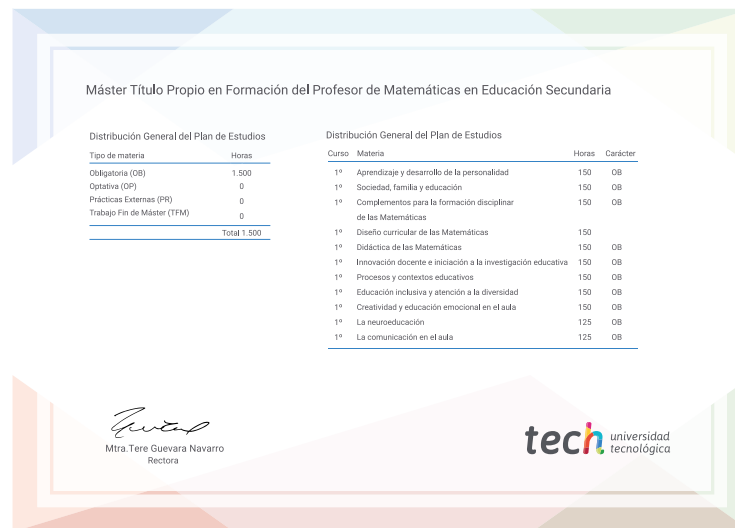 Máster Título Propio en Formación del Profesor de Matemáticas en Educación Secundaria
Distribución General del Plan de Estudios
Tipo de materia Horas
Obligatoria (OB) 1.500
Optativa (OP) 0
Prácticas Externas (PR) 0
Trabajo Fin de Máster (TFM) 0
Total 1.500
Distribución General del Plan de Estudios
Curso Materia Horas Carácter
1º Aprendizaje y desarrollo de la personalidad 150 OB
1º Sociedad, familia y educación 150 OB
1º Complementos para la formación disciplinar 150 OB
de las Matemáticas
1º Diseño curricular de las Matemáticas 150
1º Didáctica de las Matemáticas 150 OB
1º Innovación docente e iniciación a la investigación educativa 150 OB
1º Procesos y contextos educativos 150 OB
1º Educación inclusiva y atención a la diversidad 150 OB
1º Creatividad y educación emocional en el aula 150 OB
1º La neuroeducación 125 OB
1º La comunicación en el aula 125 OB
Mtra.Tere Guevara Navarro
Rectora
tech universidad
tecnológica